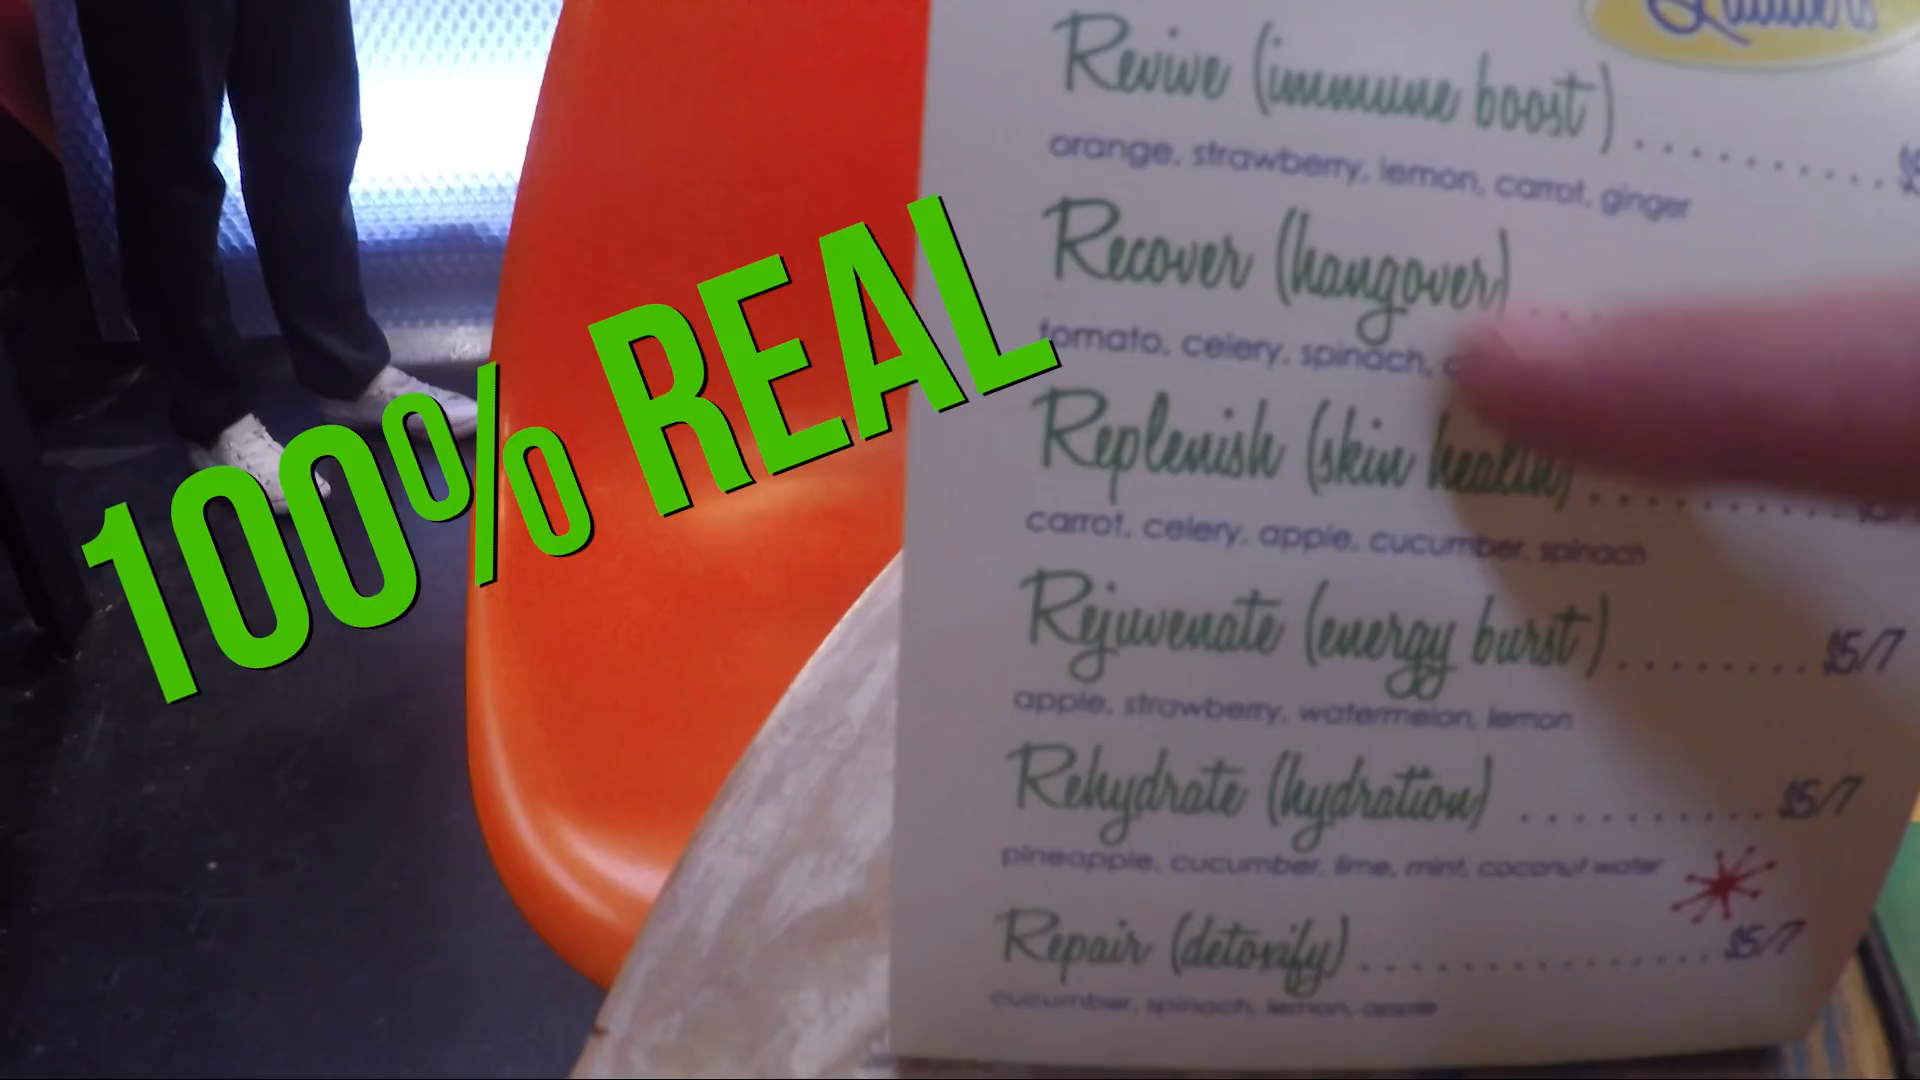 Revive (immune boost)
orange, strawberry, lemon, carrot, ginger
Recover (hangover)
tomato, celery, spinach,
Replenish (skin health)
carrot, celery, apple, cucumber, spinach
Rejuvenate (energy burst) $5/7
apple, strawberry, watermelon, lemon
Rehydrate (hydration) $5/7
pineapple, cucumber, lime, mint, coconut water
Repair (detoxify) $5/7
cucumber, spinach, lemon, apple
100% REAL